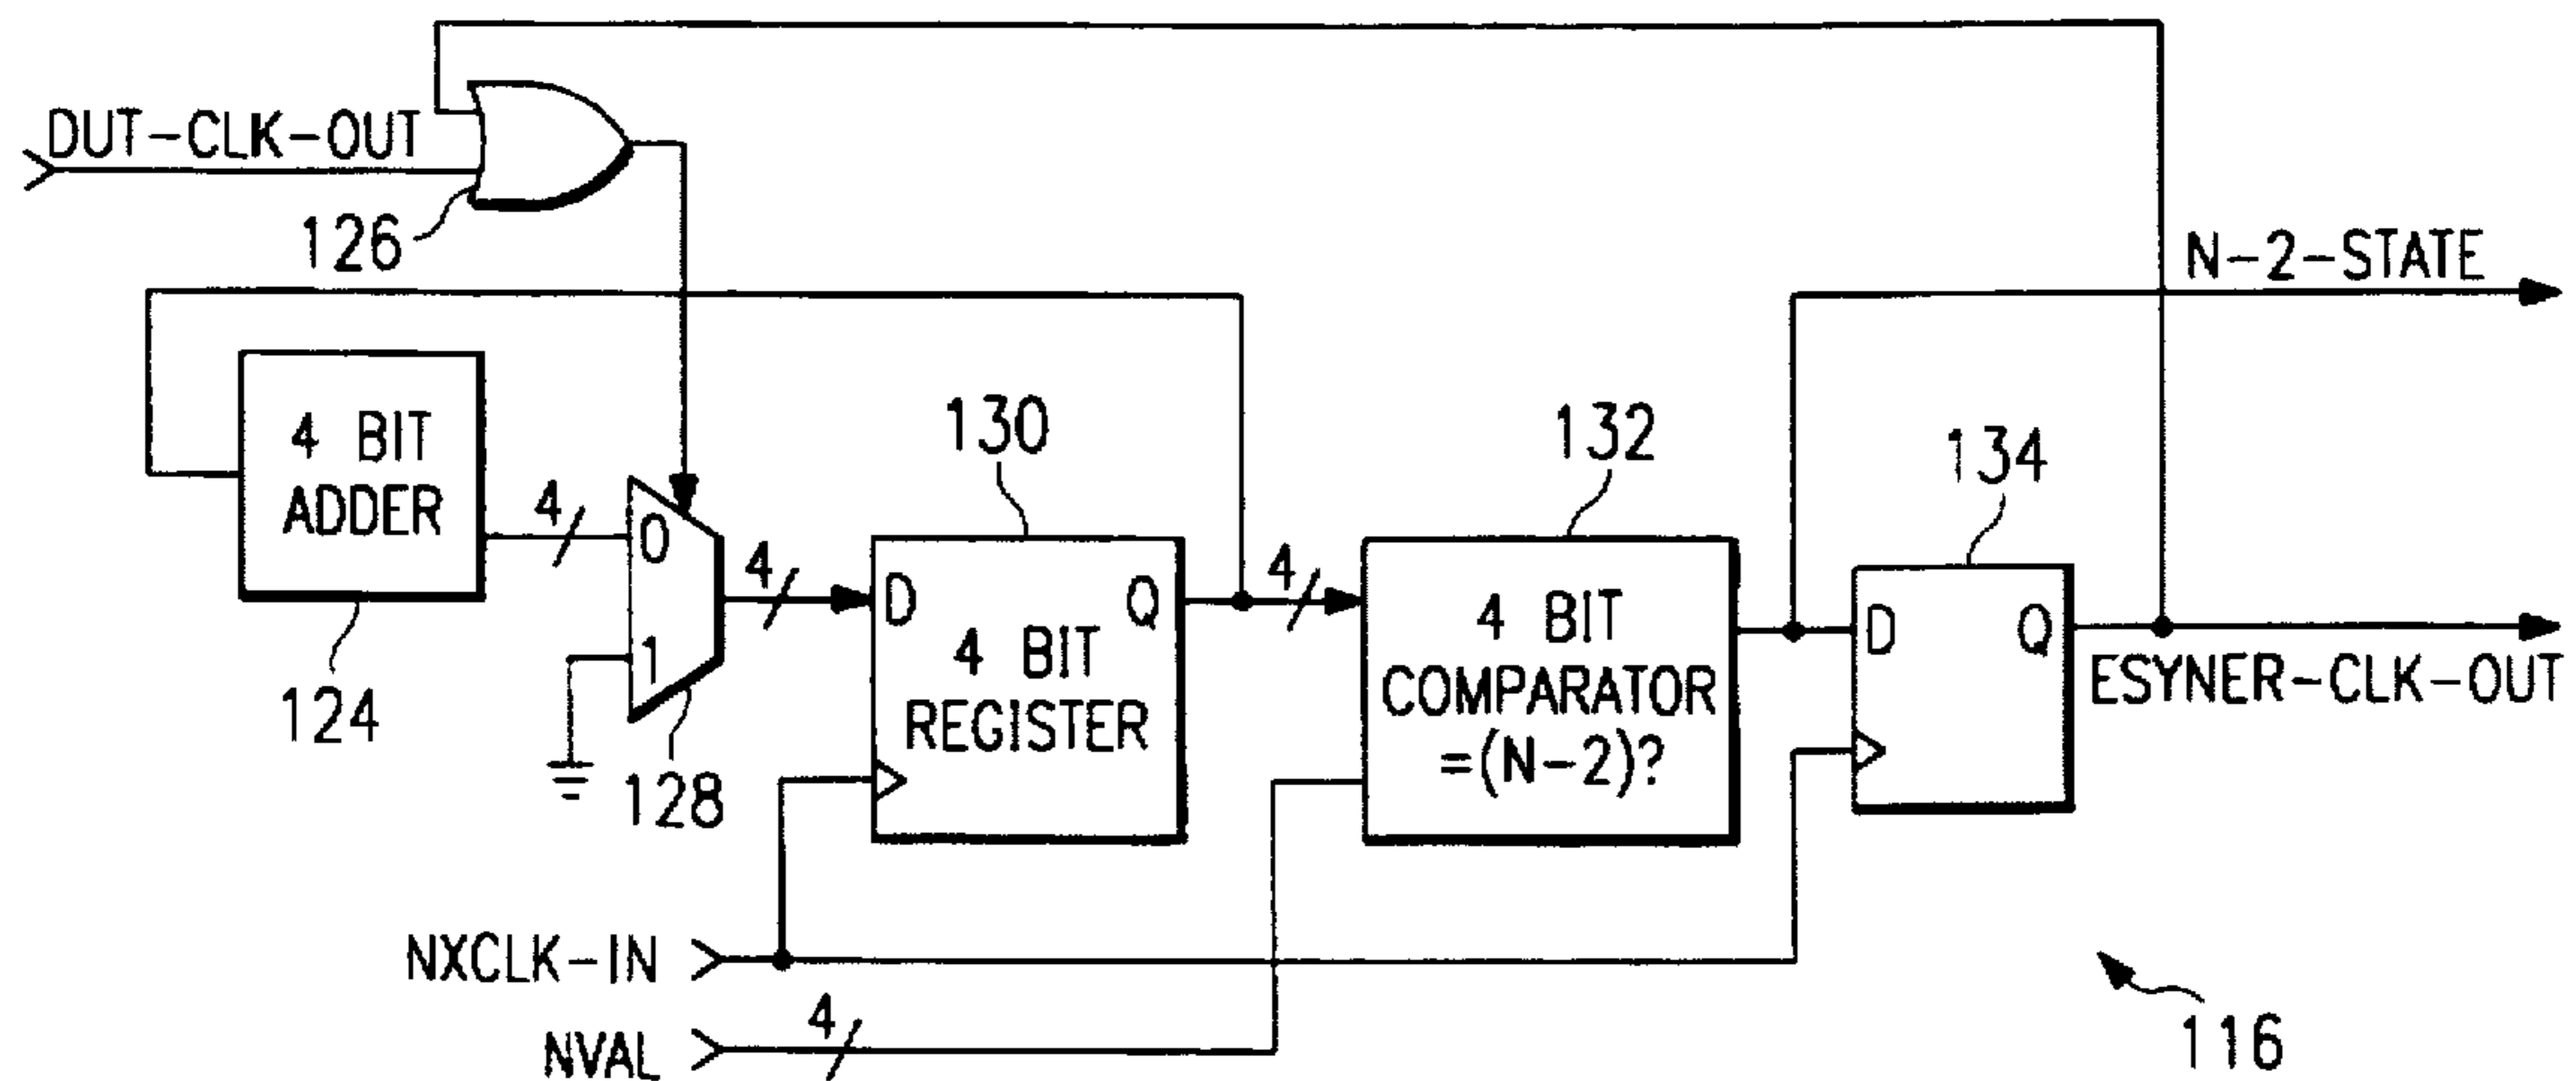 DUT-CLK-OUT
126
N-2-STATE
4 BIT
ADDER
124
4
0
1
128
4
130
D
Q
4 BIT
REGISTER
4
132
4 BIT
COMPARATOR
=(N-2)?
134
D
Q
ESYNER-CLK-OUT
NXCLK-IN
NVAL
4
116